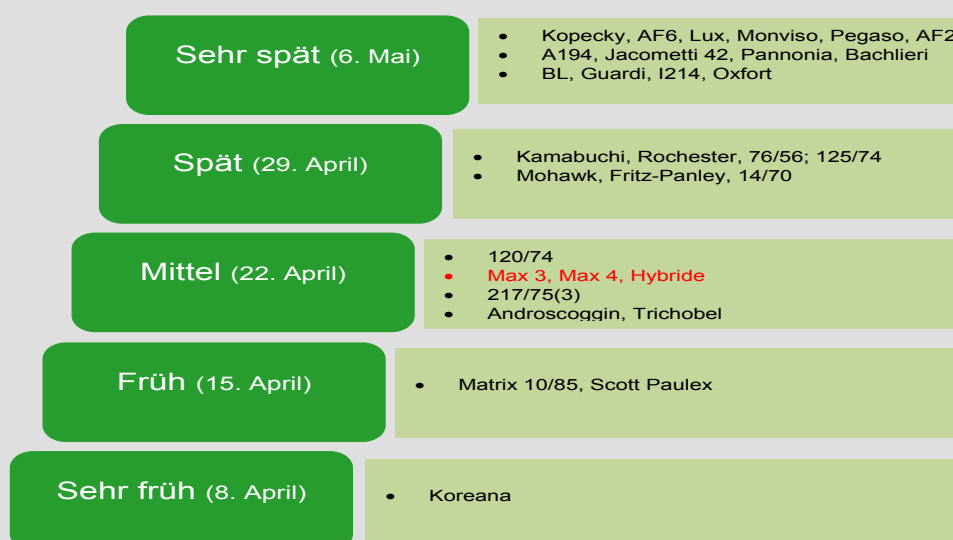 Sehr spät (6. Mai)
• Kopecky, AF6, Lux, Monviso, Pegaso, AF2
• A194, Jacometti 42, Pannonia, Bachlieri
• BL, Guardi, I214, Oxfort
Spät (29. April)
• Kamabuchi, Rochester, 76/56; 125/74
• Mohawk, Fritz-Panley, 14/70
Mittel (22. April)
• 120/74
• Max 3, Max 4, Hybride
• 217/75(3)
• Androscoggin, Trichobel
Früh (15. April)
• Matrix 10/85, Scott Paulex
Sehr früh (8. April)
• Koreana